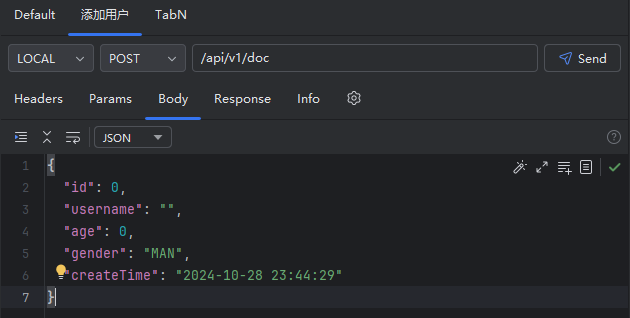 Default 添加用户 TabN
LOCAL POST /api/v1/doc Send
Headers Params Body Response Info
JSON
1 {
2 "id": 0,
3 "username": "",
4 "age": 0,
5 "gender": "MAN",
6 "createTime": "2024-10-28 23:44:29"
7 }